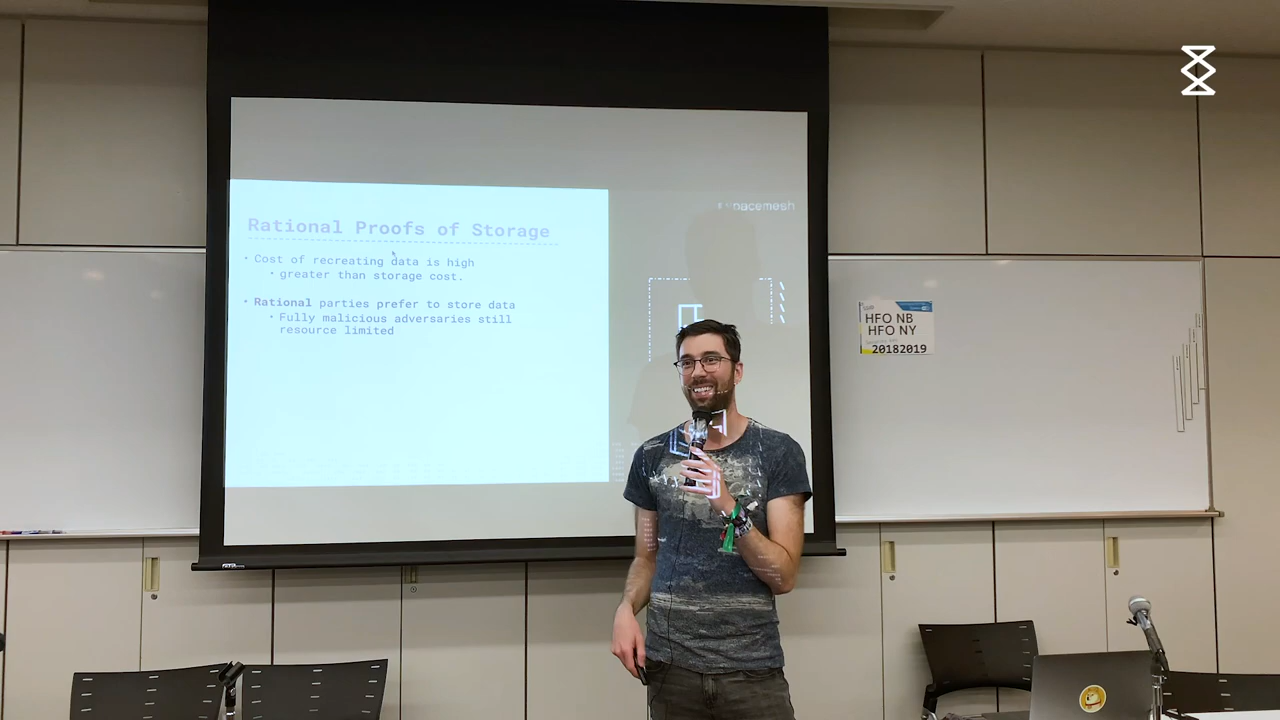 spacemesh
Rational Proofs of Storage
• Cost of recreating data is high
• greater than storage cost.
• Rational parties prefer to store data
• Fully malicious adversaries still
resource limited
HFO NB
HFO NY
20182019